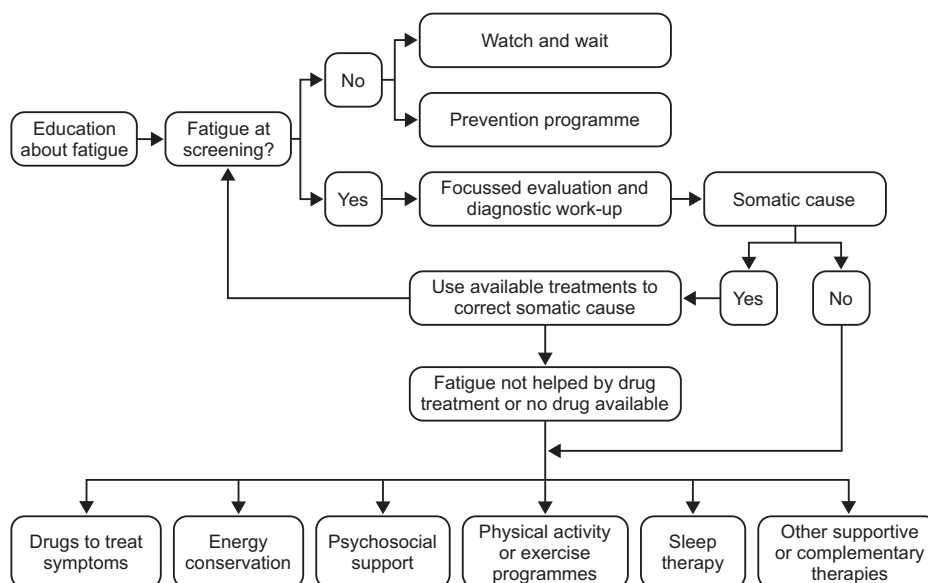 Watch and wait
No
Prevention programme
Education
about fatigue
Fatigue at
screening?
Yes
Focussed evaluation and
diagnostic work-up
Somatic cause
Use available treatments to
correct somatic cause
Yes
No
Fatigue not helped by drug
treatment or no drug available
Drugs to treat
symptoms
Energy
conservation
Psychosocial
support
Physical activity
or exercise
programmes
Sleep
therapy
Other supportive
or complementary
therapies